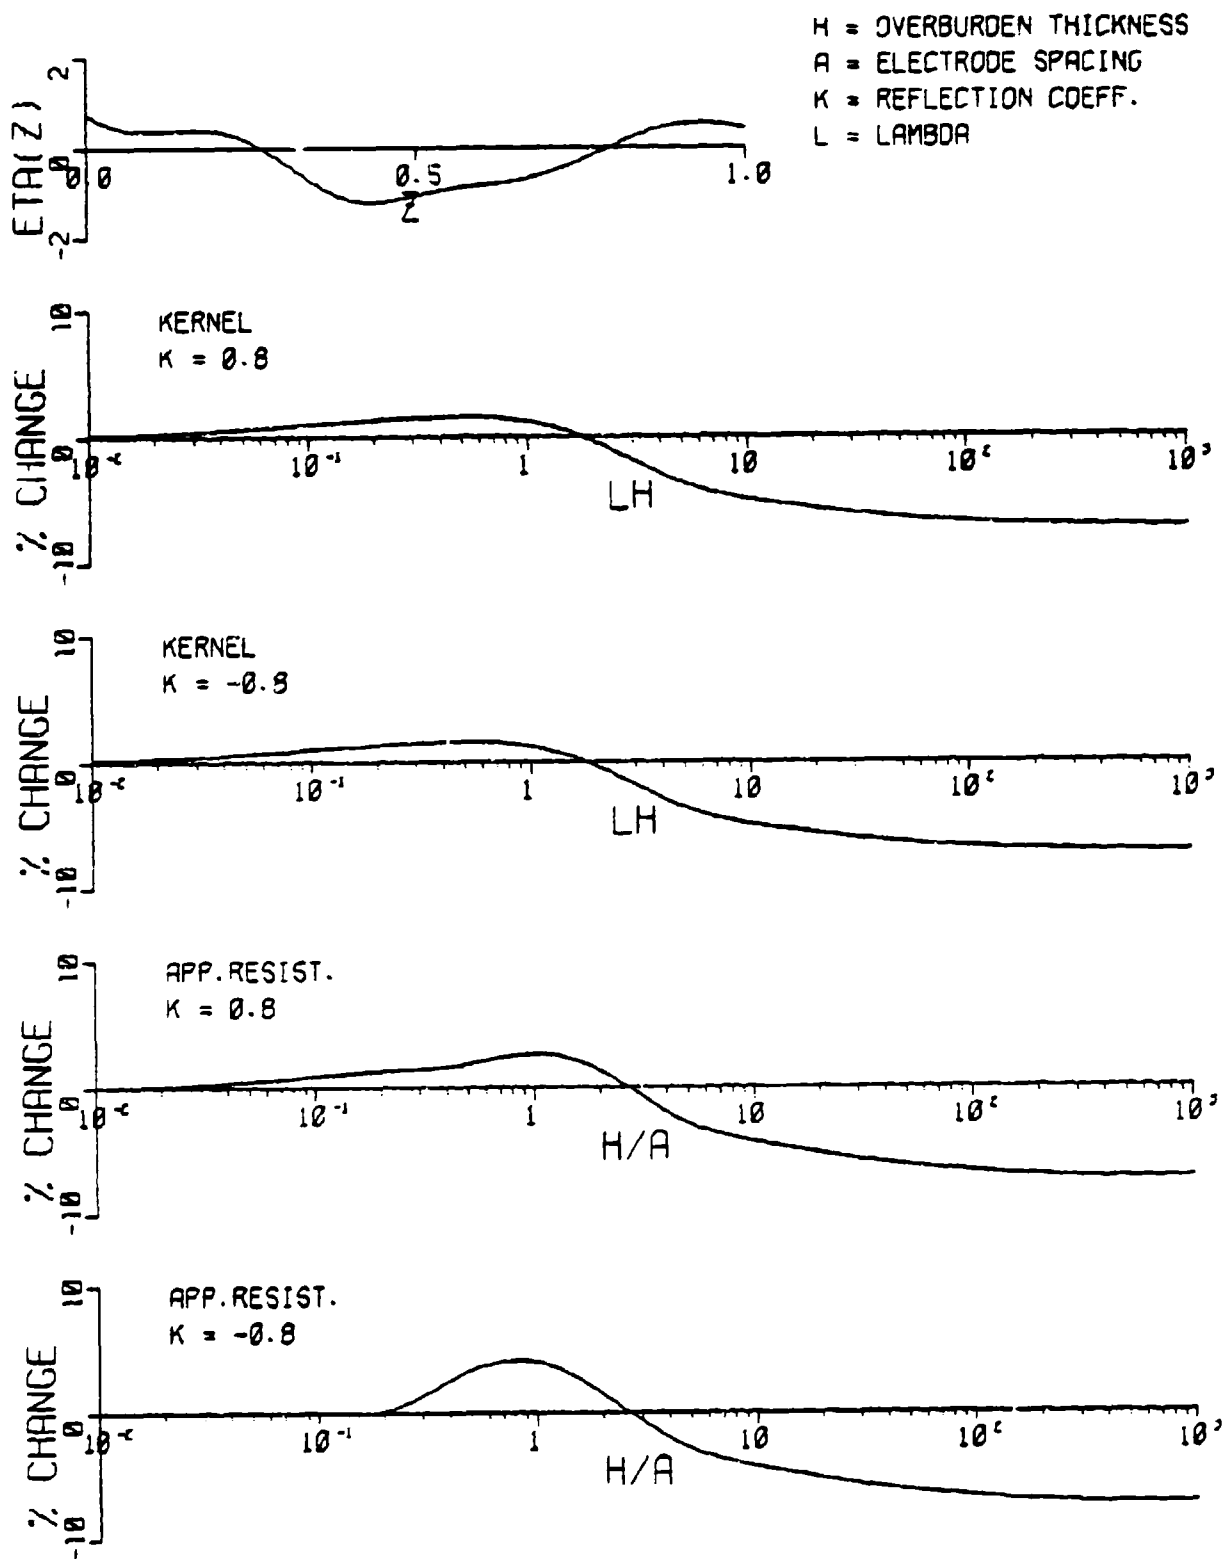 H = OVERBURDEN THICKNESS
A = ELECTRODE SPACING
K = REFLECTION COEFF.
L = LAMBDA
ETA(Z)
2
0
-2
0.0
0.5
1.0
Z
KERNEL
K = 0.8
% CHANGE
10
0
-10
10⁻²
10⁻¹
1
10
10²
10³
LH
KERNEL
K = -0.8
% CHANGE
10
0
-10
10⁻²
10⁻¹
1
10
10²
10³
LH
APP.RESIST.
K = 0.8
% CHANGE
10
0
-10
10⁻²
10⁻¹
1
10
10²
10³
H/A
APP.RESIST.
K = -0.8
% CHANGE
10
0
-10
10⁻²
10⁻¹
1
10
10²
10³
H/A